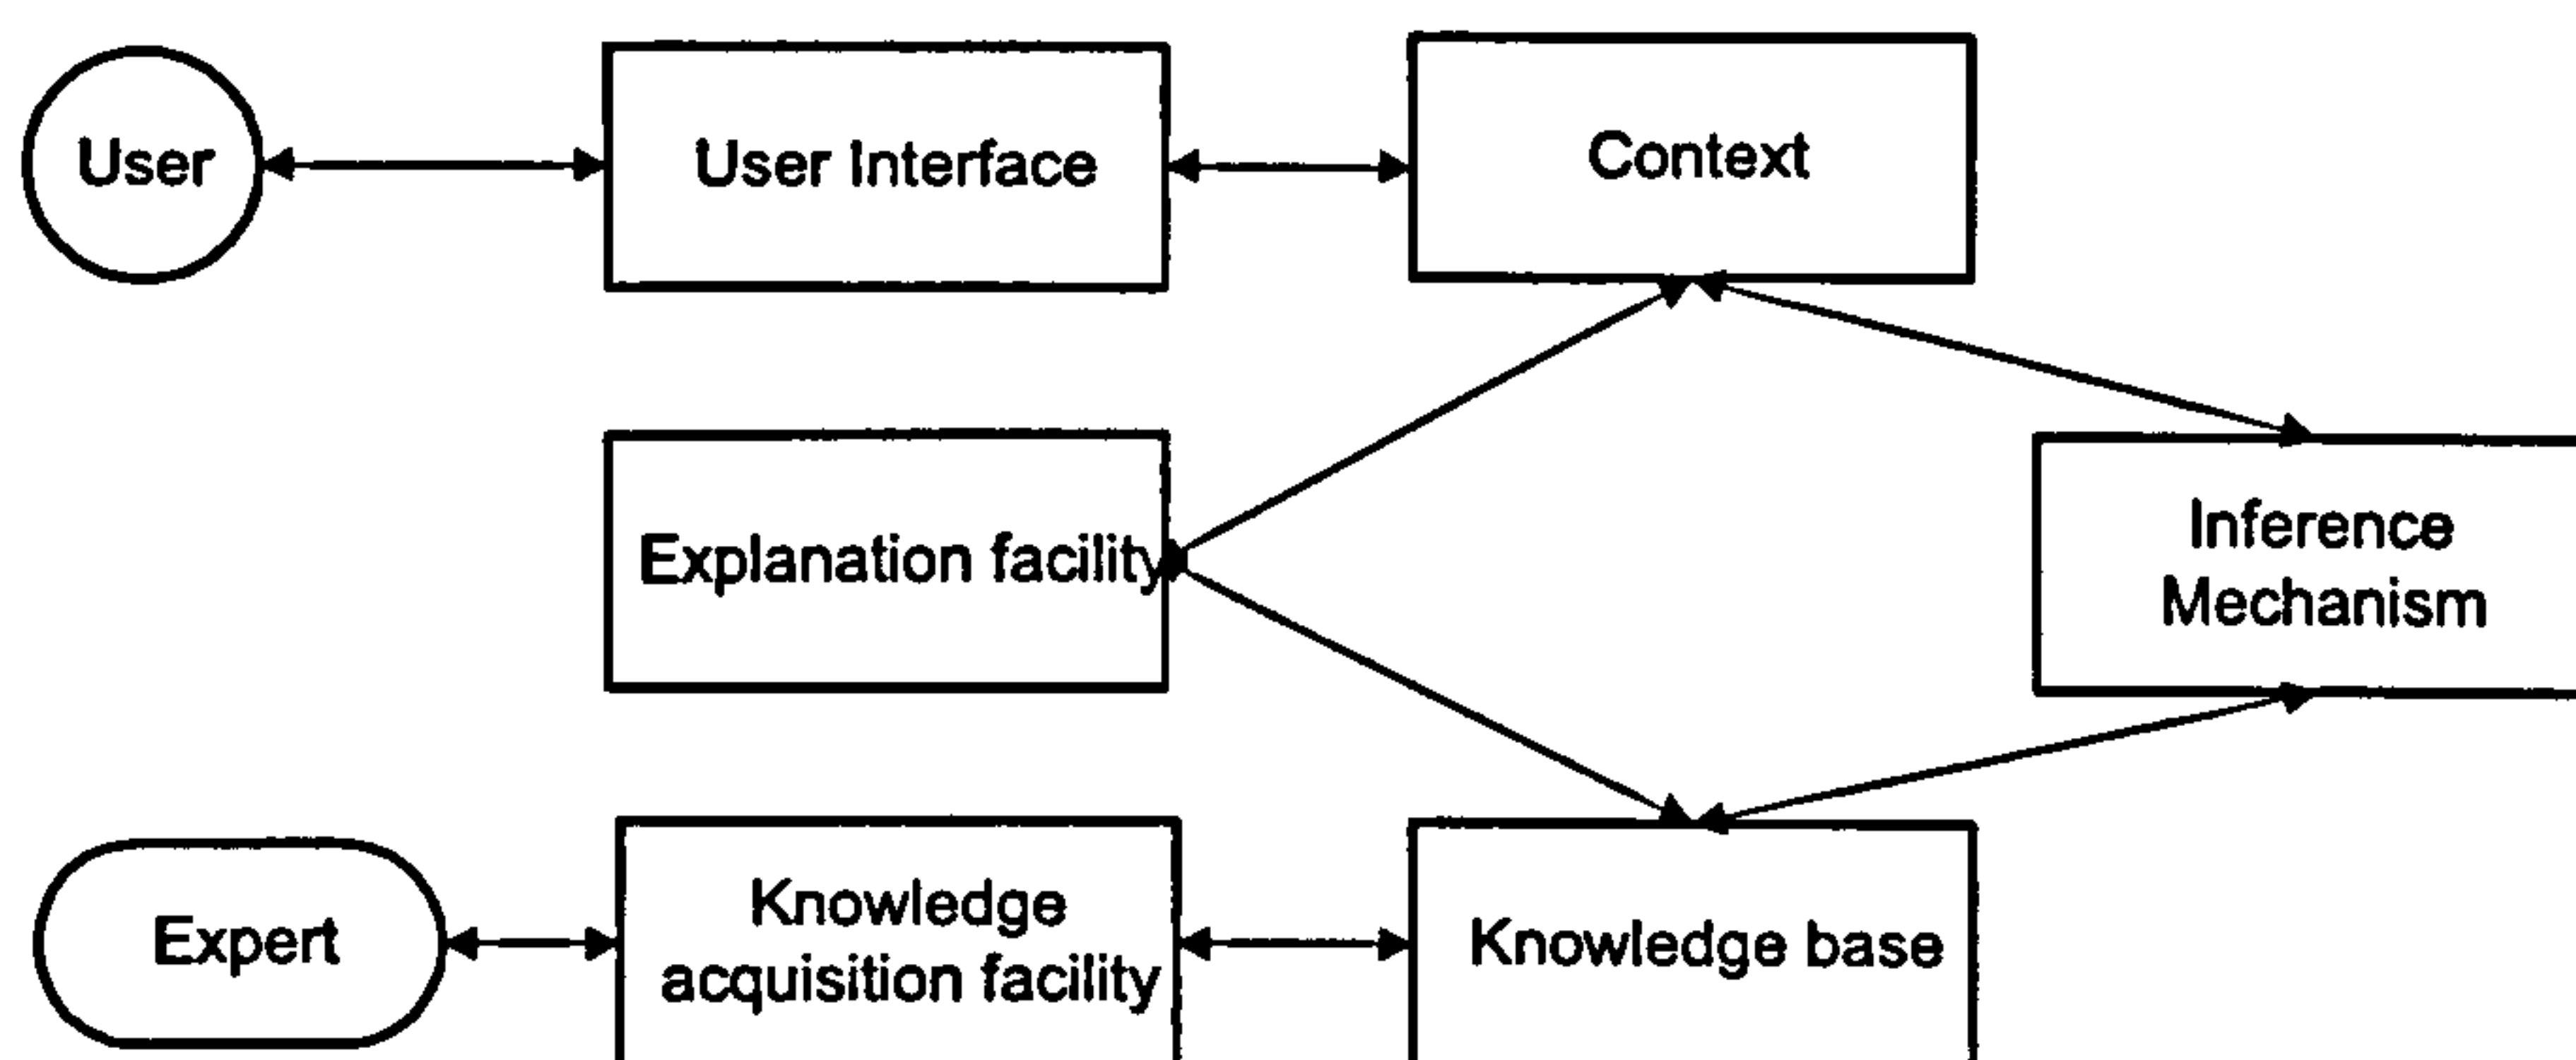 User
User Interface
Context
Explanation facility
Inference
Mechanism
Expert
Knowledge
acquisition facility
Knowledge base